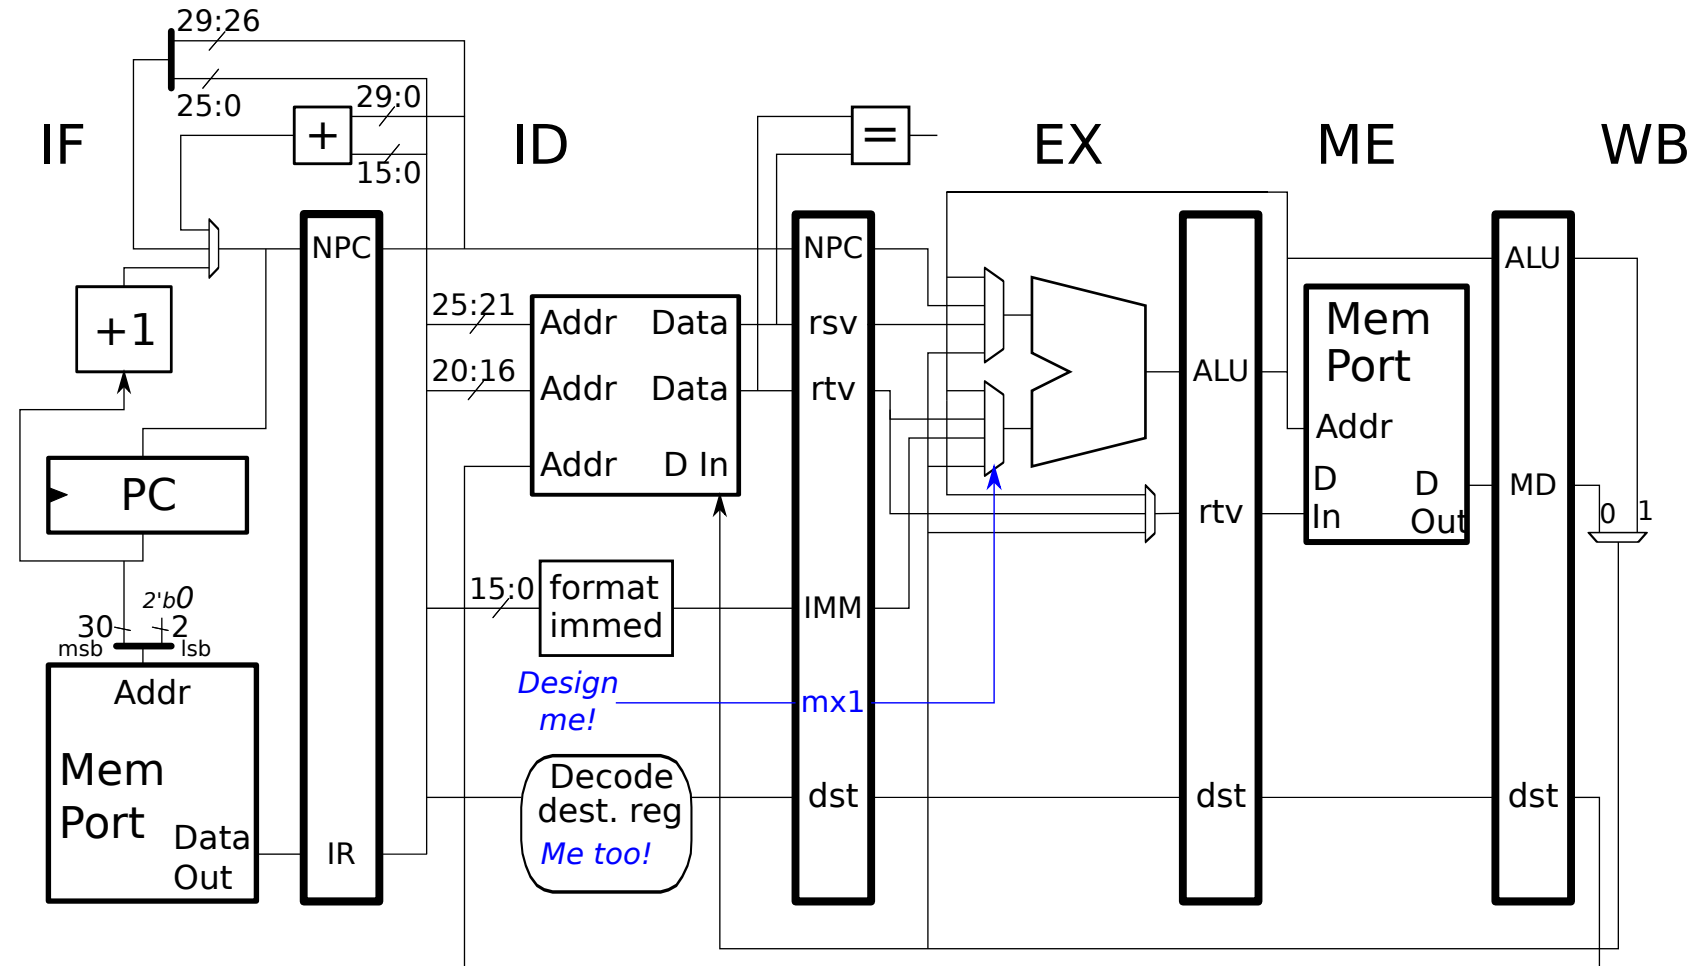 29:26
25:0
29:0
+
15:0
IF
ID
=
EX
ME
WB
NPC
NPC
ALU
+1
25:21
Addr
Data
rsv
Mem
Port
20:16
Addr
Data
rtv
ALU
Addr
Addr
D In
PC
D
In
D
Out
MD
0
1
rtv
15:0
format
immed
IMM
2'b0
30
2
msb
lsb
Addr
Design
me!
mx1
Mem
Port
Data
Out
IR
Decode
dest. reg
Me too!
dst
dst
dst